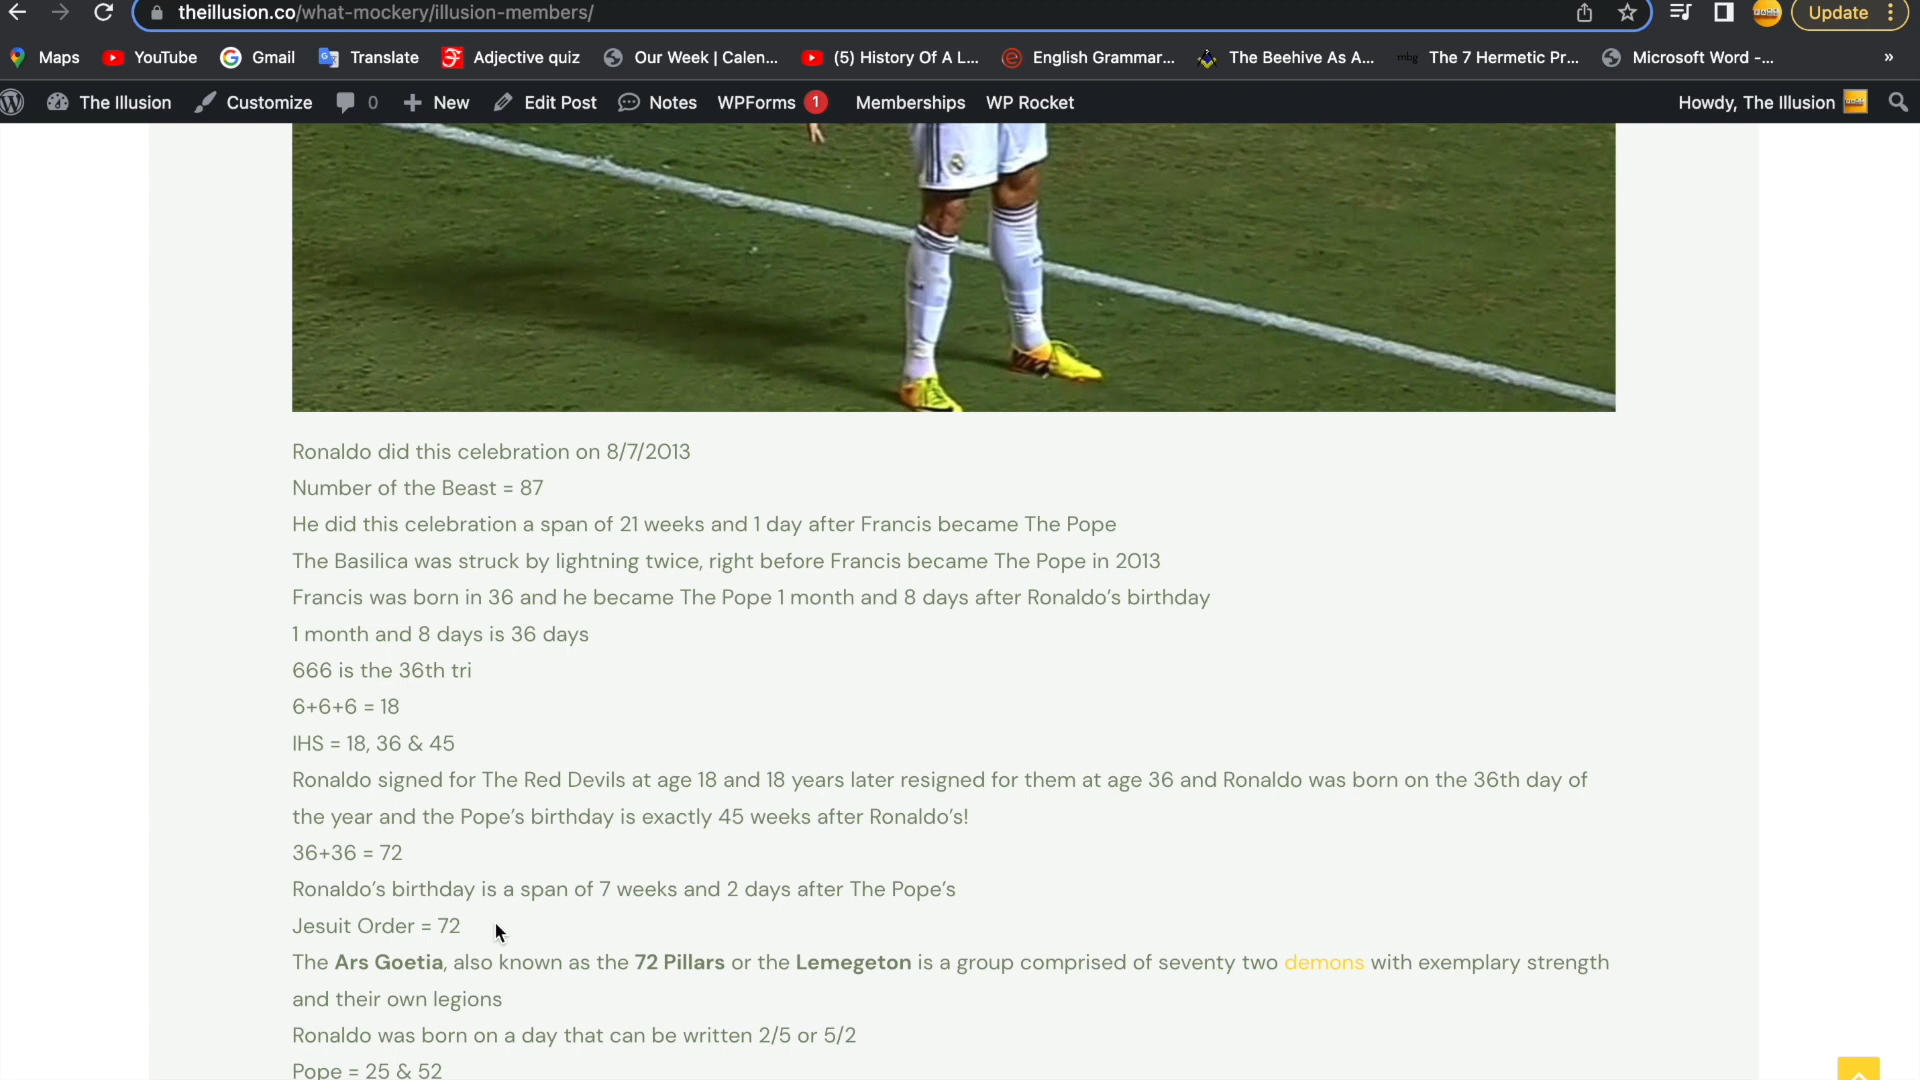 theillusion.co/what-mockery/illusion-members/
Update
Maps
YouTube
Gmail
Translate
Adjective quiz
Our Week | Calen...
(5) History Of A L...
English Grammar...
The Beehive As A...
mbg
The 7 Hermetic Pr...
Microsoft Word -...
»
The Illusion
Customize
0
New
Edit Post
Notes
WPForms 1
Memberships
WP Rocket
Howdy, The Illusion
Ronaldo did this celebration on 8/7/2013
Number of the Beast = 87
He did this celebration a span of 21 weeks and 1 day after Francis became The Pope
The Basilica was struck by lightning twice, right before Francis became The Pope in 2013
Francis was born in 36 and he became The Pope 1 month and 8 days after Ronaldo's birthday
1 month and 8 days is 36 days
666 is the 36th tri
6+6+6 = 18
IHS = 18, 36 & 45
Ronaldo signed for The Red Devils at age 18 and 18 years later resigned for them at age 36 and Ronaldo was born on the 36th day of
the year and the Pope's birthday is exactly 45 weeks after Ronaldo's!
36+36 = 72
Ronaldo's birthday is a span of 7 weeks and 2 days after The Pope's
Jesuit Order = 72
The Ars Goetia, also known as the 72 Pillars or the Lemegeton is a group comprised of seventy two demons with exemplary strength
and their own legions
Ronaldo was born on a day that can be written 2/5 or 5/2
Pope = 25 & 52